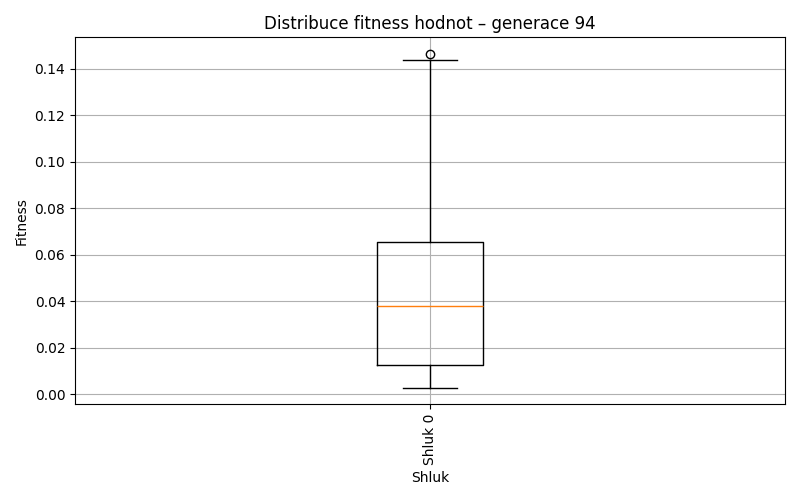 Distribuce fitness hodnot – generace 94
Fitness
0.14
0.12
0.10
0.08
0.06
0.04
0.02
0.00
Shluk 0
Shluk